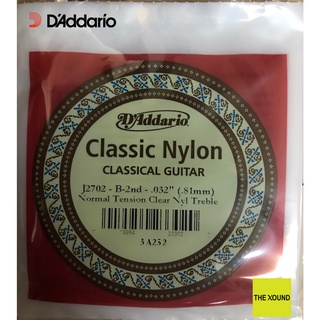 D'Addario
D'Addario
Classic Nylon
CLASSICAL GUITAR
J2702 - B-2nd - .032" (.81mm)
Normal Tension Clear Nyl Treble
3A252
THE XOUND